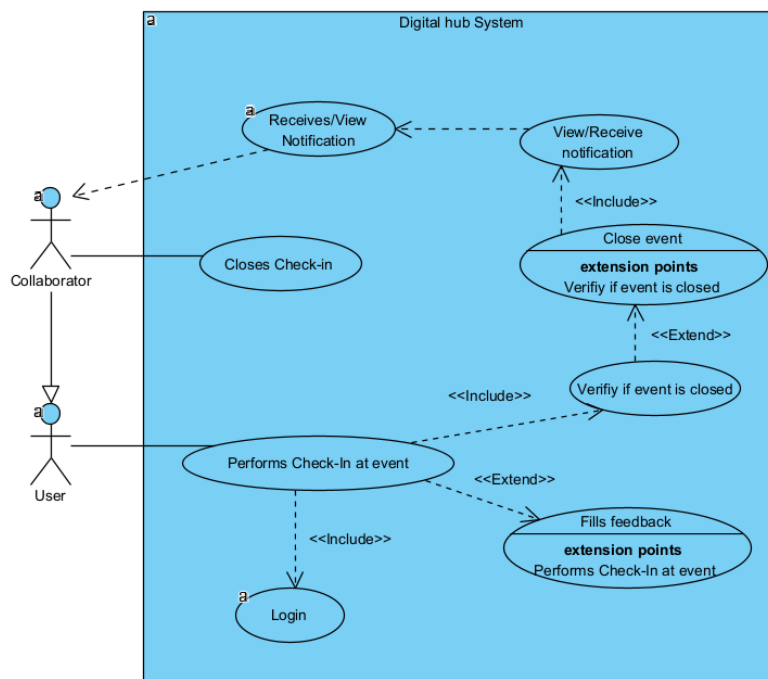 a
Digital hub System
a
Receives/View
Notification
View/Receive
notification
<<Include>>
a
Collaborator
Closes Check-in
Close event
extension points
Verifiy if event is closed
<<Extend>>
Verifiy if event is closed
<<Include>>
a
User
Performs Check-In at event
<<Extend>>
Fills feedback
extension points
Performs Check-In at event
<<Include>>
a
Login